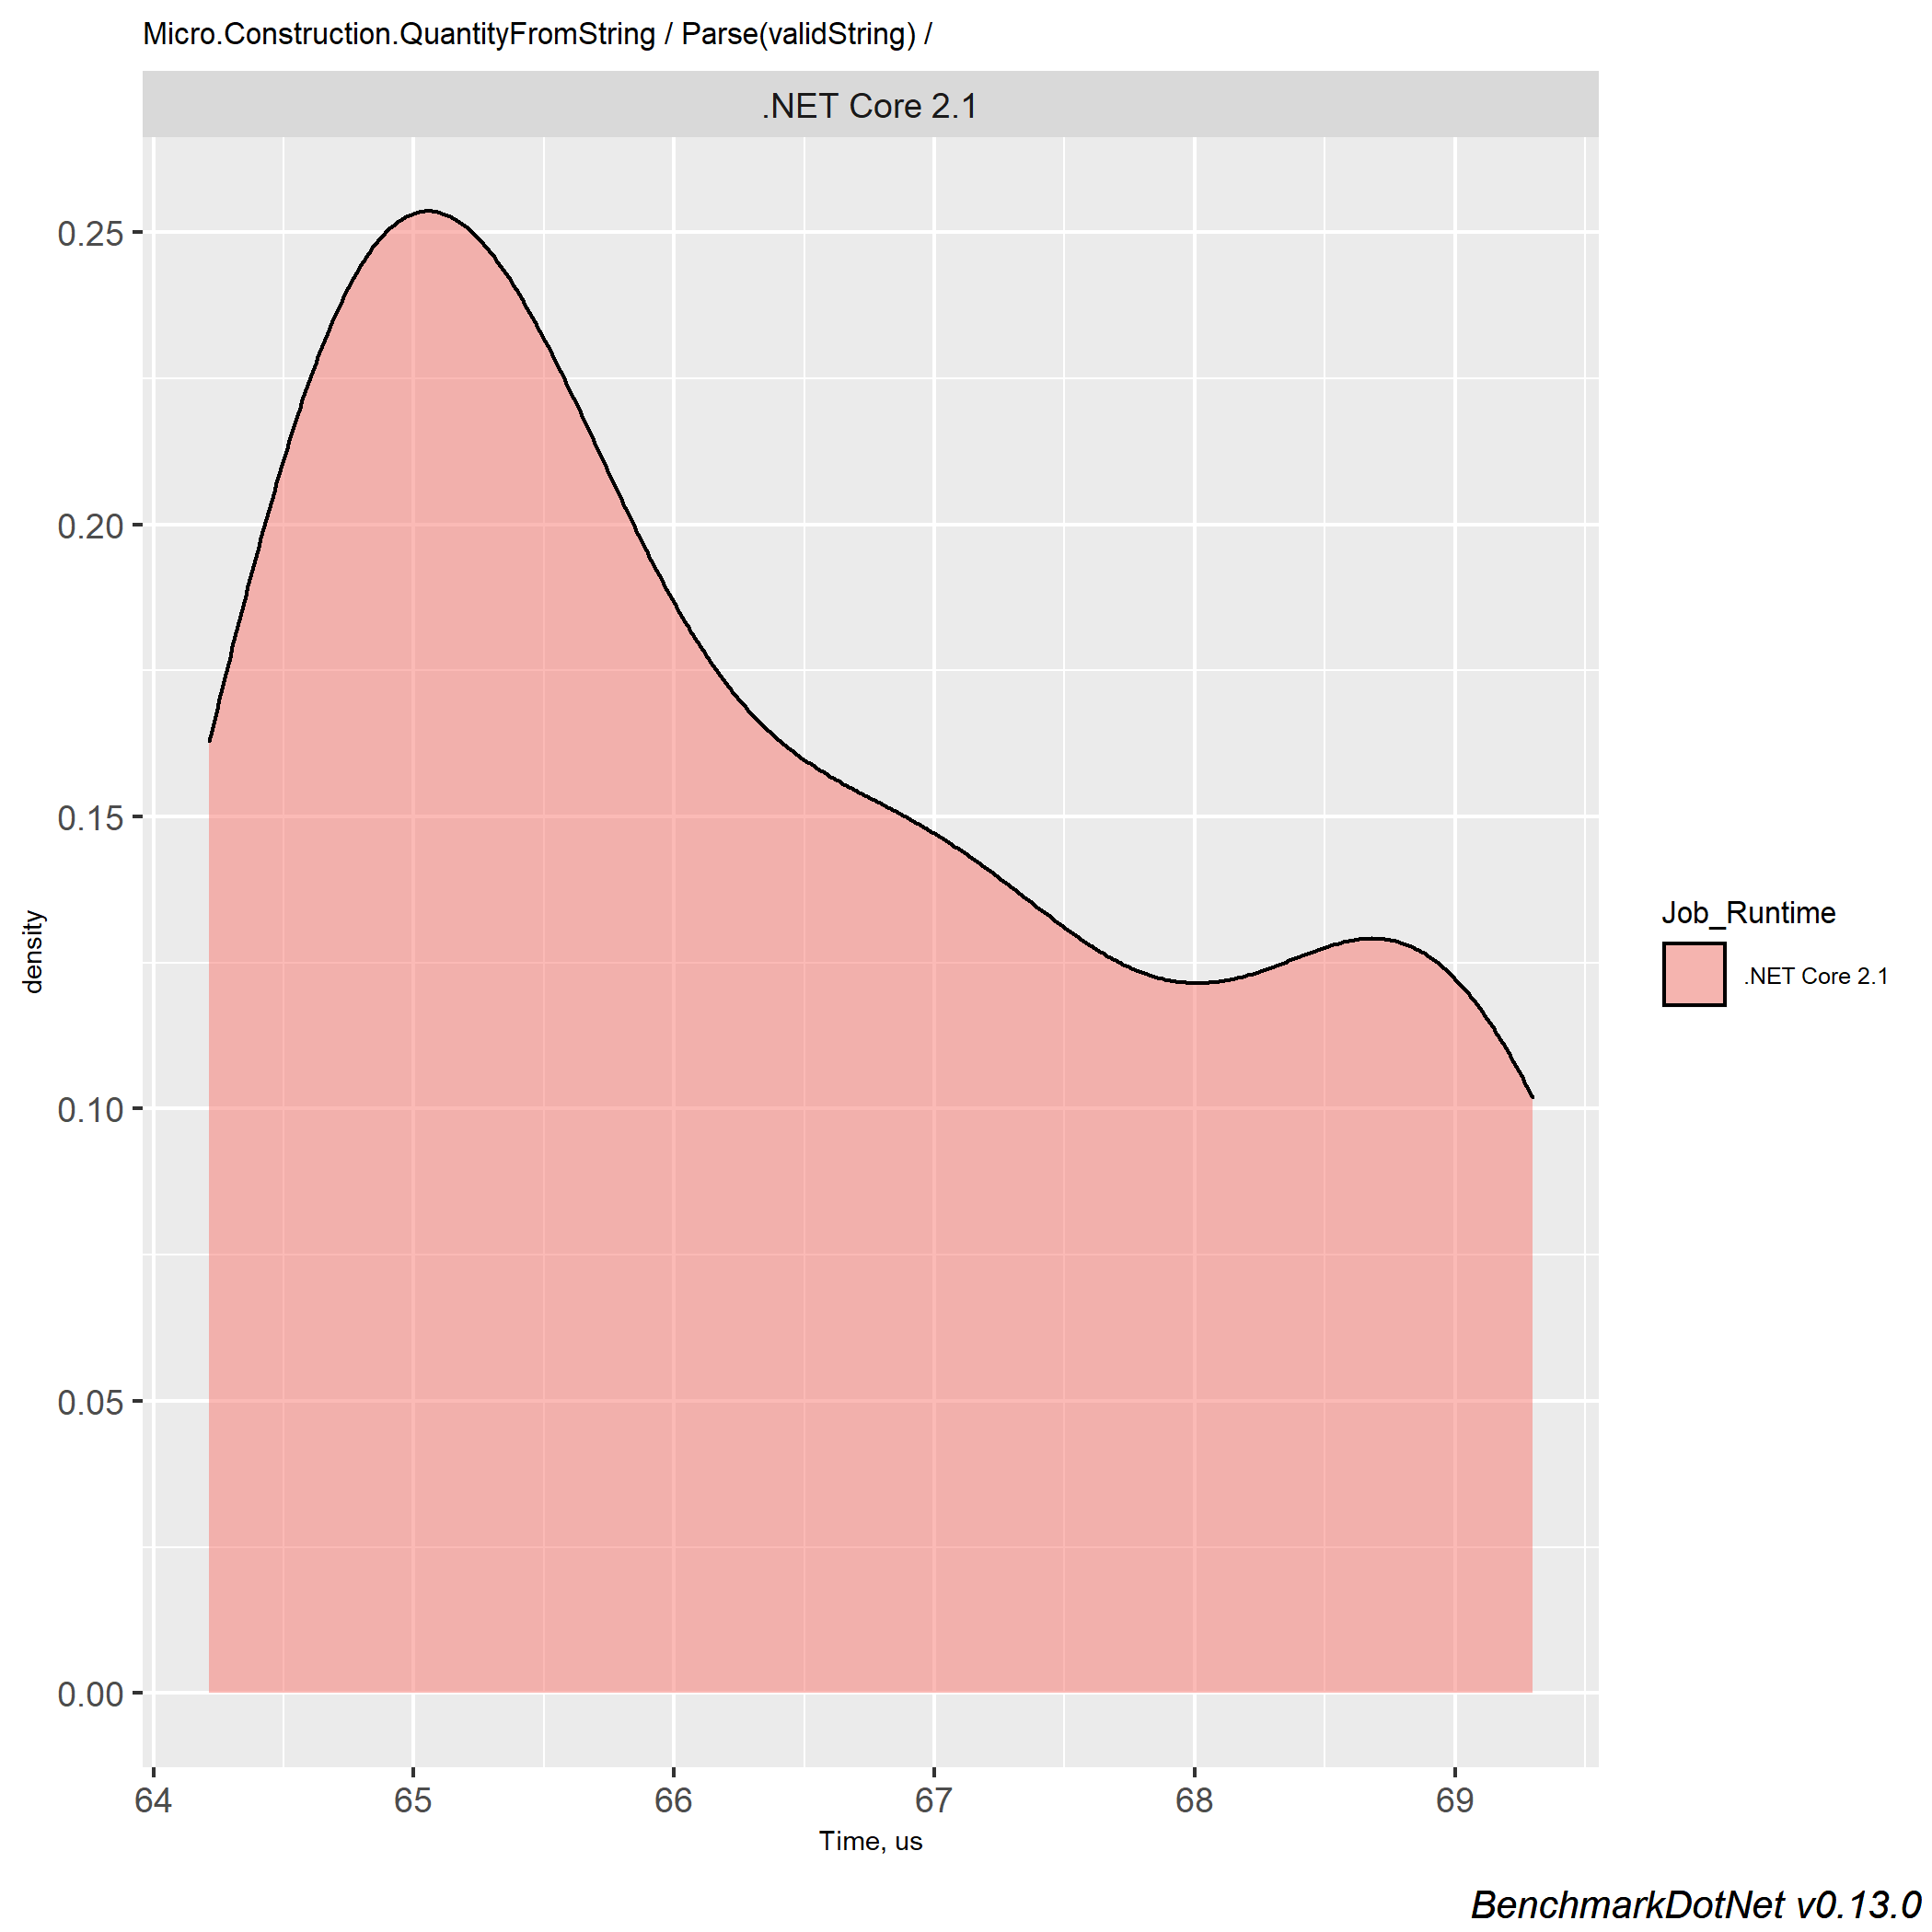 Micro.Construction.QuantityFromString / Parse(validString) /
.NET Core 2.1
0.25
0.20
0.15
0.10
0.05
0.00
density
64 65 66 67 68 69
Time, us
Job_Runtime
.NET Core 2.1
BenchmarkDotNet v0.13.0